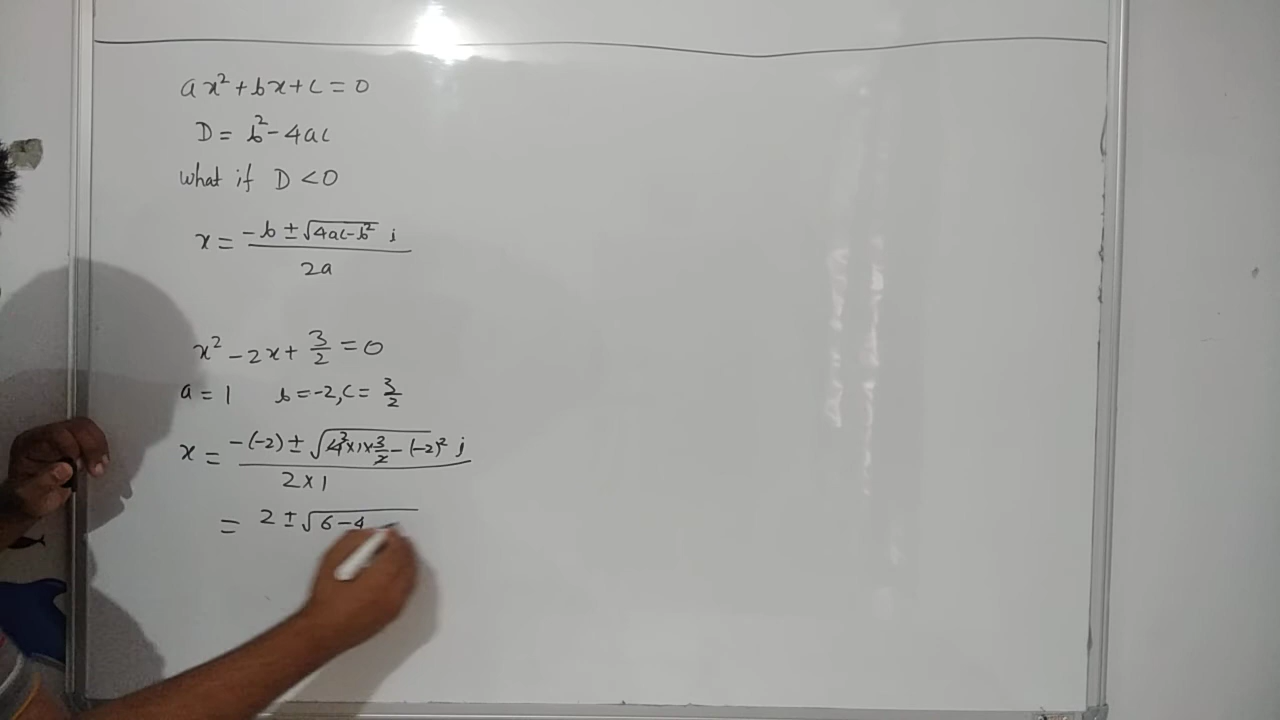 ax²+bx+c=0
D= b²-4ac
what if D<0
x= (-b ± √(4ac-b²) i)/2a
x²-2x+3/2=0
a=1 b=-2, c=3/2
x= (-(-2) ± √(4²×1×3/2-(-2)²) i)/(2×1)
= 2 ± √(6-4